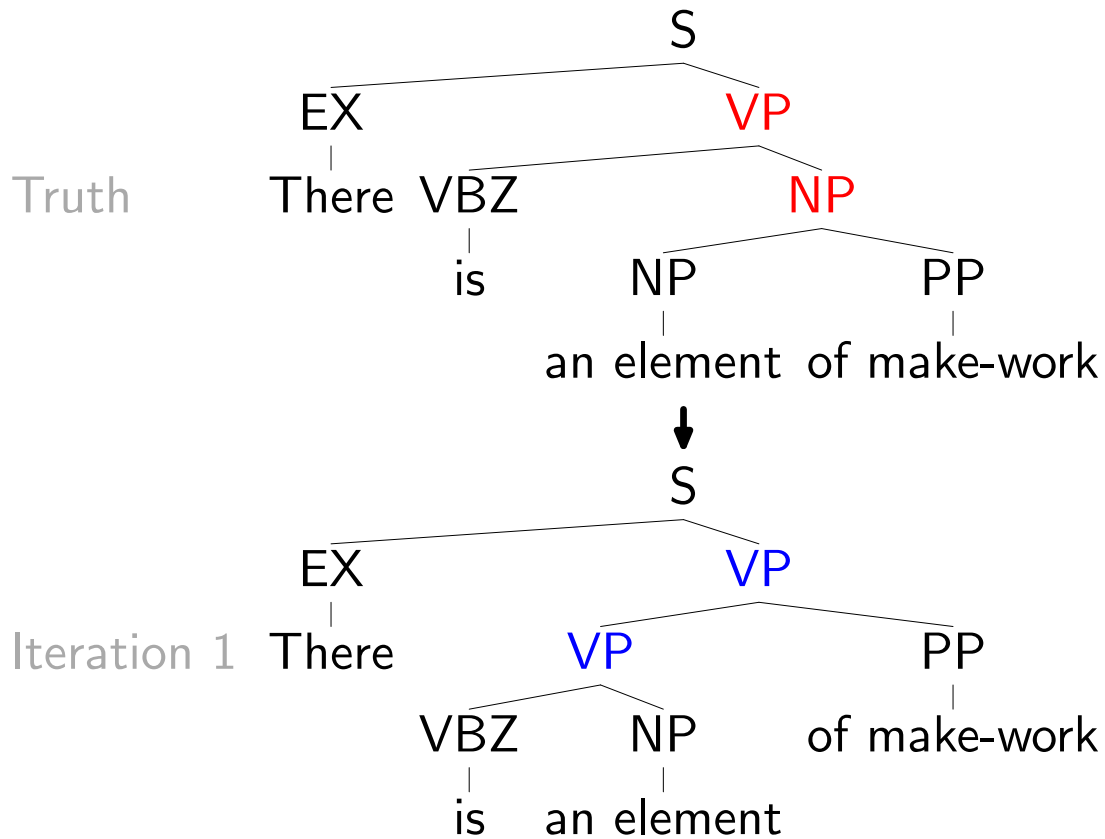 S
EX VP
Truth There VBZ NP
is NP PP
an element of make-work
S
EX VP
Iteration 1 There VP PP
VBZ NP of make-work
is an element